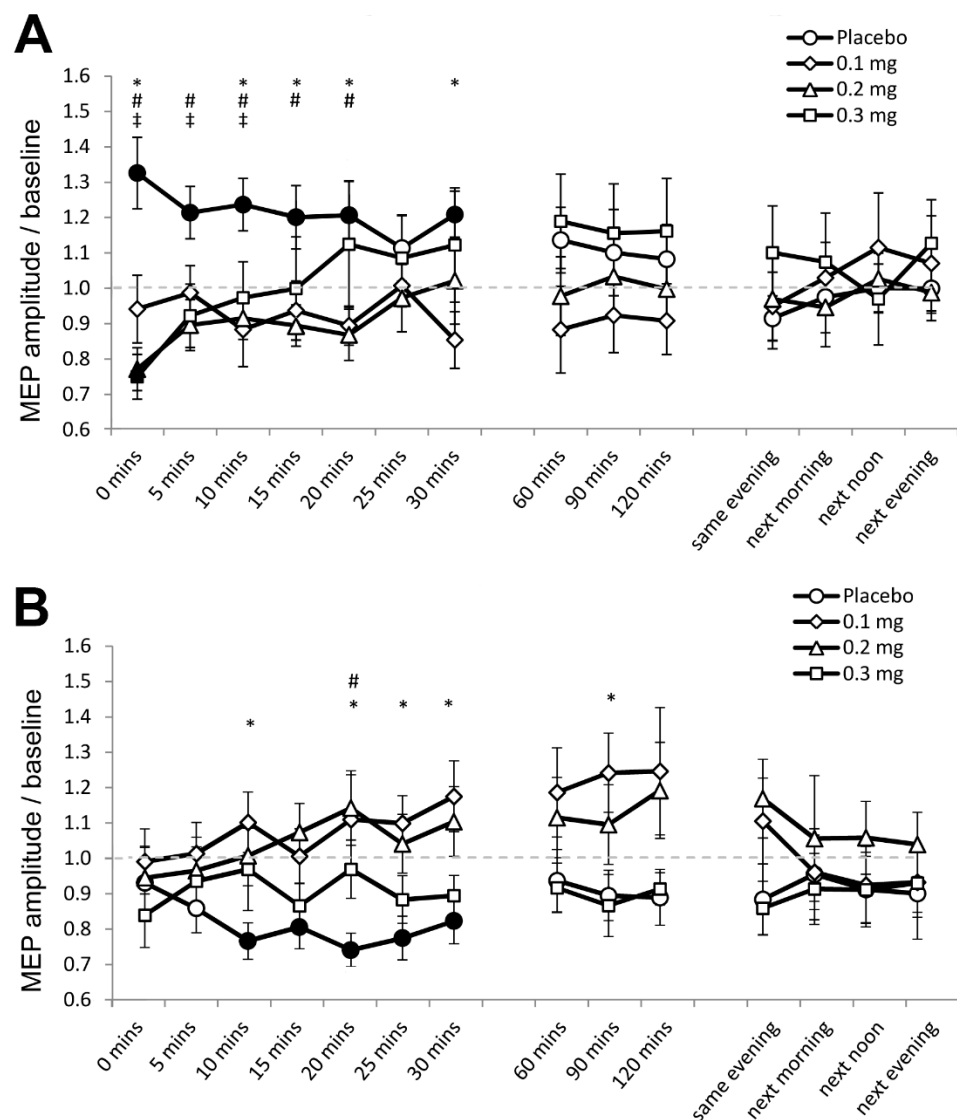 A
Placebo
0.1 mg
0.2 mg
0.3 mg
MEP amplitude / baseline
1.6
1.5
1.4
1.3
1.2
1.1
1.0
0.9
0.8
0.7
0.6
* * * * *
# # # # #
‡ ‡ ‡
0 mins
5 mins
10 mins
15 mins
20 mins
25 mins
30 mins
60 mins
90 mins
120 mins
same evening
next morning
next noon
next evening
B
Placebo
0.1 mg
0.2 mg
0.3 mg
MEP amplitude / baseline
1.6
1.5
1.4
1.3
1.2
1.1
1.0
0.9
0.8
0.7
0.6
#
* * * * *
0 mins
5 mins
10 mins
15 mins
20 mins
25 mins
30 mins
60 mins
90 mins
120 mins
same evening
next morning
next noon
next evening